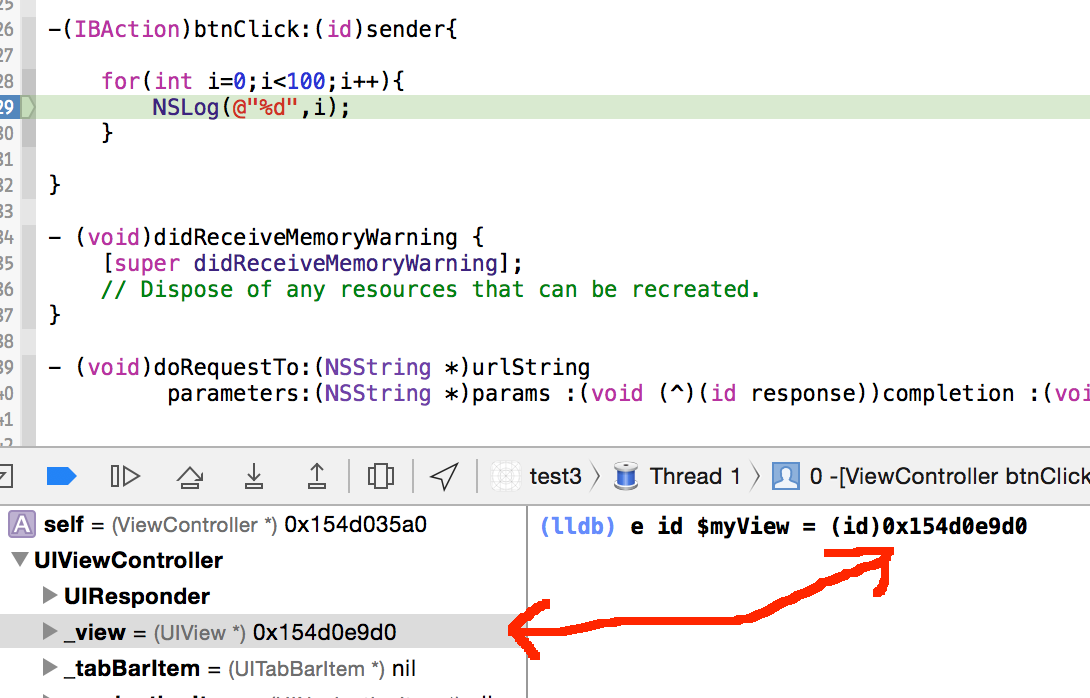 25
26 -(IBAction)btnClick:(id)sender{
27
28 for(int i=0;i<100;i++){
29 NSLog(@"%d",i);
30 }
31
32 }
33
34 - (void)didReceiveMemoryWarning {
35 [super didReceiveMemoryWarning];
36 // Dispose of any resources that can be recreated.
37 }
38
39 - (void)doRequestTo:(NSString *)urlString
40 parameters:(NSString *)params :(void (^)(id response))completion :(voi
41
42
test3 Thread 1 0 -[ViewController btnClick
A self = (ViewController *) 0x154d035a0
(lldb) e id $myView = (id)0x154d0e9d0
UIViewController
UIResponder
_view = (UIView *) 0x154d0e9d0
_tabBarItem = (UITabBarItem *) nil